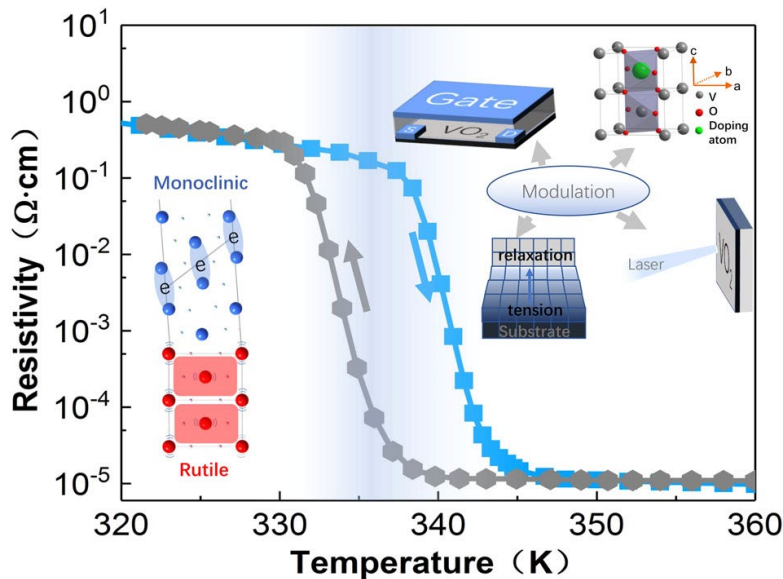 Resistivity（Ω·cm）
10¹
10⁰
10⁻¹
10⁻²
10⁻³
10⁻⁴
10⁻⁵
320
330
340
350
360
Temperature（K）
Monoclinic
e
e
e
Rutile
Gate
S
VO₂
D
c
b
a
V
O
Doping
atom
Modulation
relaxation
tension
Substrate
Laser
VO₂